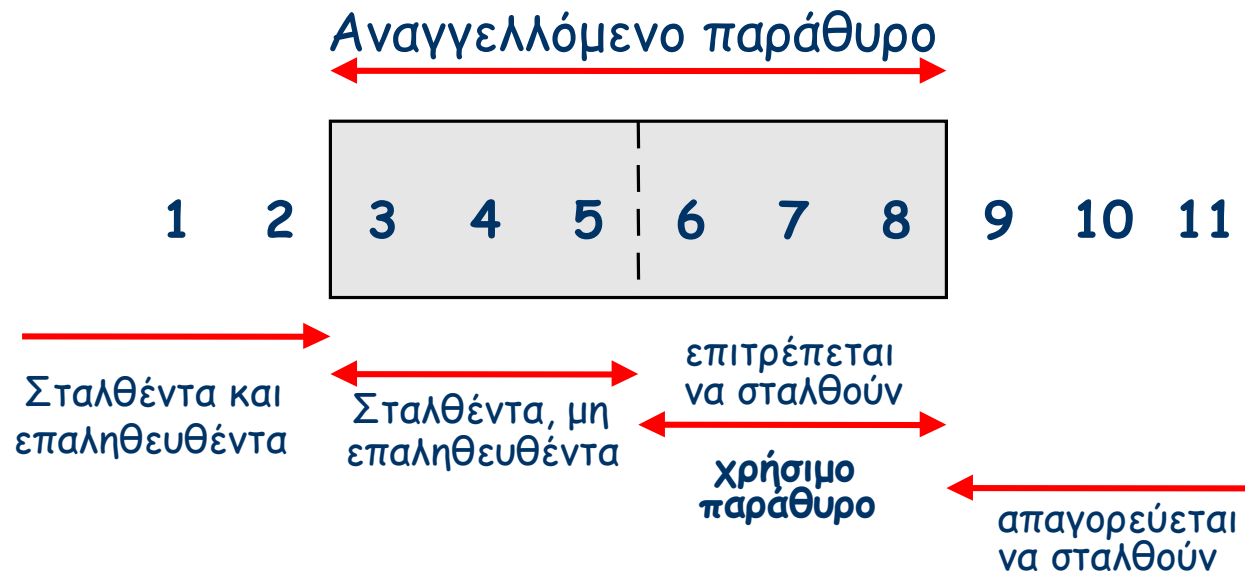 Αναγγελλόμενο παράθυρο
1 2 3 4 5 6 7 8 9 10 11
Σταλθέντα και
επαληθευθέντα
Σταλθέντα, μη
επαληθευθέντα
επιτρέπεται
να σταλθούν
χρήσιμο
παράθυρο
απαγορεύεται
να σταλθούν